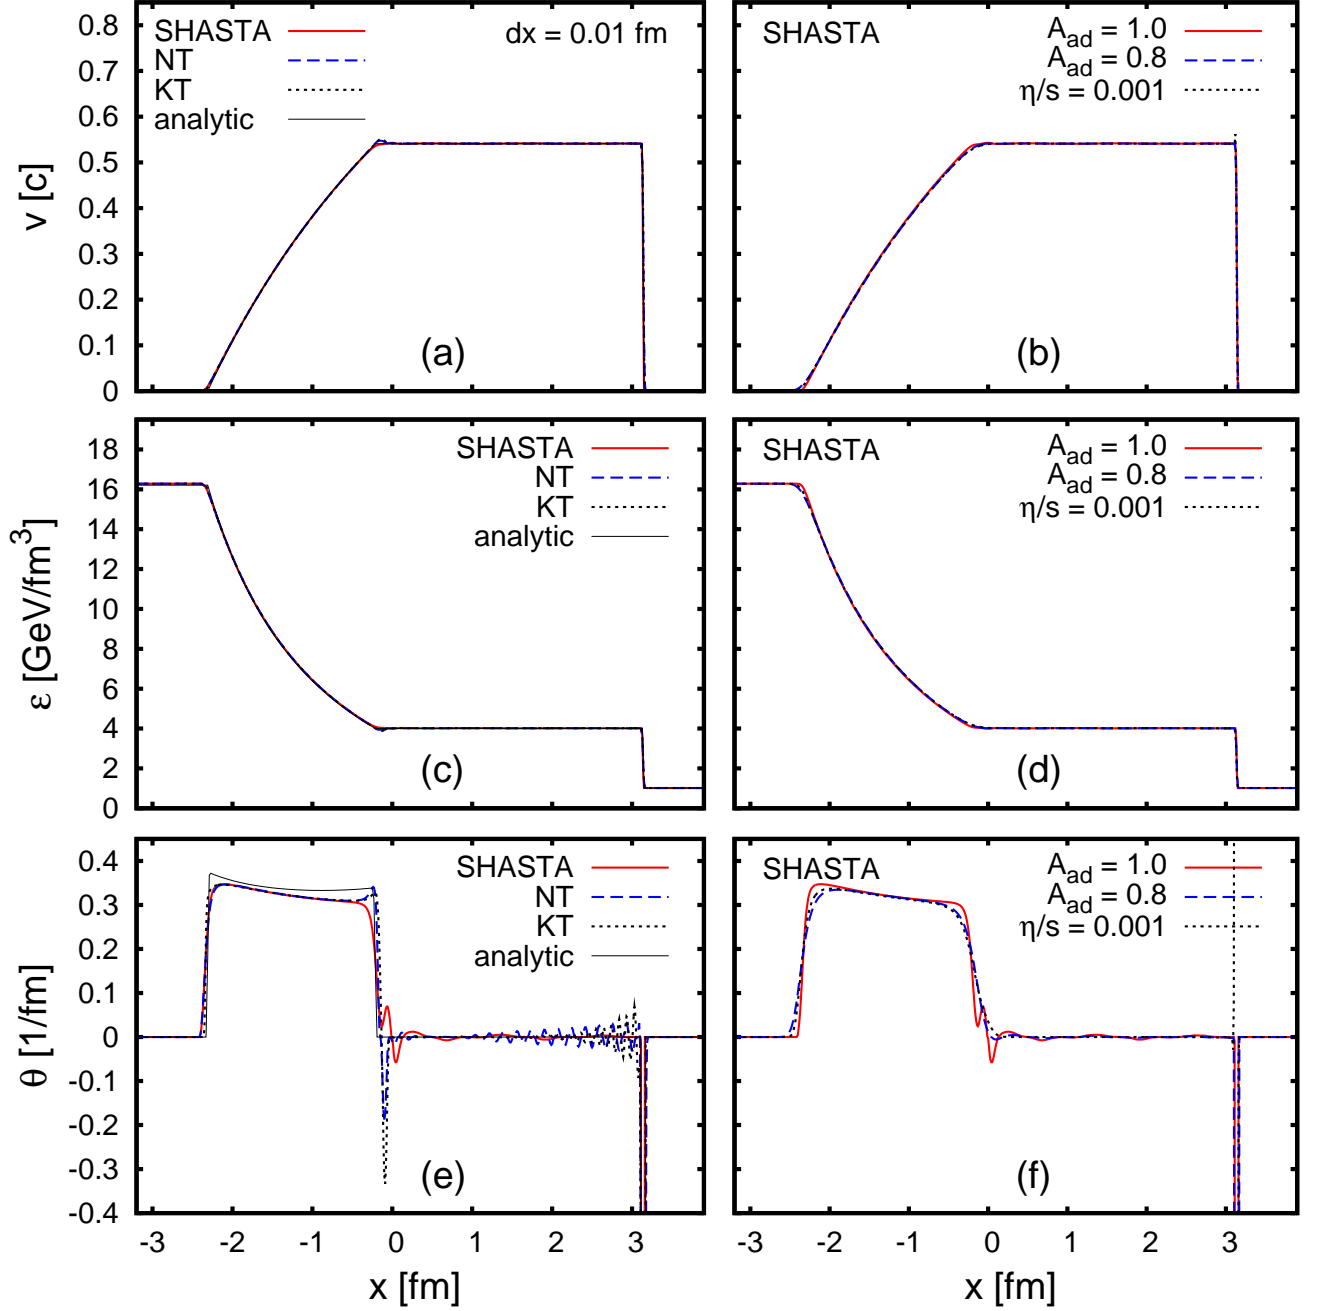 SHASTA
NT
KT
analytic
dx = 0.01 fm
(a)
v [c]
0.8
0.7
0.6
0.5
0.4
0.3
0.2
0.1
0
SHASTA
A_ad = 1.0
A_ad = 0.8
η/s = 0.001
(b)
SHASTA
NT
KT
analytic
(c)
ε [GeV/fm³]
18
16
14
12
10
8
6
4
2
0
SHASTA
A_ad = 1.0
A_ad = 0.8
η/s = 0.001
(d)
SHASTA
NT
KT
analytic
(e)
θ [1/fm]
0.4
0.3
0.2
0.1
0
-0.1
-0.2
-0.3
-0.4
-3 -2 -1 0 1 2 3
x [fm]
SHASTA
A_ad = 1.0
A_ad = 0.8
η/s = 0.001
(f)
-3 -2 -1 0 1 2 3
x [fm]